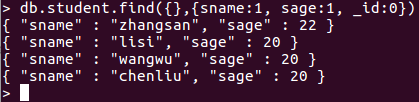 > db.student.find({},{sname:1, sage:1, _id:0})
{ "sname" : "zhangsan", "sage" : 22 }
{ "sname" : "lisi", "sage" : 20 }
{ "sname" : "wangwu", "sage" : 20 }
{ "sname" : "chenliu", "sage" : 20 }
>